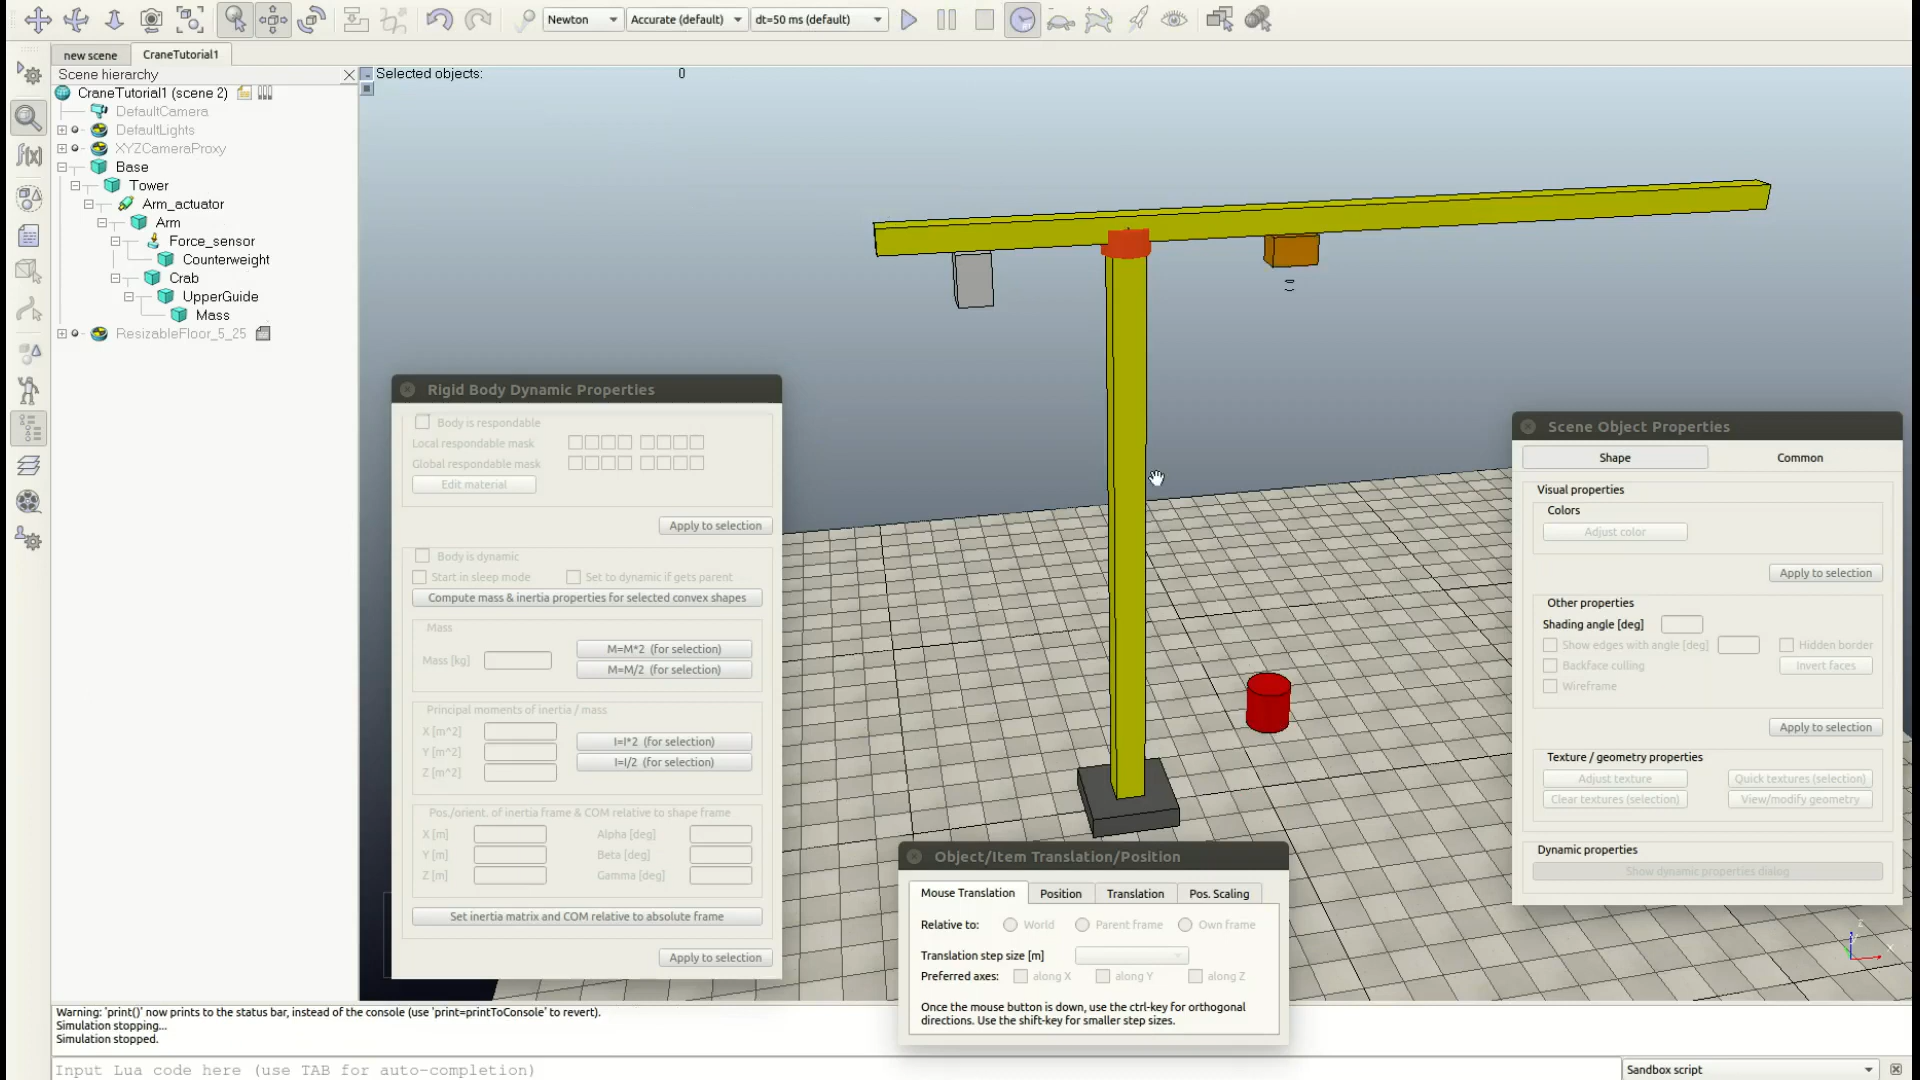 Newton
Accurate (default)
dt=50 ms (default)
new scene
CraneTutorial1
Scene hierarchy
Selected objects: 0
CraneTutorial1 (scene 2)
DefaultCamera
DefaultLights
XYZCameraProxy
Base
Tower
Arm_actuator
Arm
Force_sensor
Counterweight
Crab
UpperGuide
Mass
ResizableFloor_5_25
f(x)
Rigid Body Dynamic Properties
Body is respondable
Local respondable mask
Global respondable mask
Edit material
Apply to selection
Body is dynamic
Start in sleep mode
Set to dynamic if gets parent
Compute mass & inertia properties for selected convex shapes
Mass
Mass [kg]
M=M*2 (for selection)
M=M/2 (for selection)
Principal moments of inertia / mass
X [m^2]
Y [m^2]
Z [m^2]
I=I*2 (for selection)
I=I/2 (for selection)
Pos./orient. of inertia frame & COM relative to shape frame
X [m]
Alpha [deg]
Y [m]
Beta [deg]
Z [m]
Gamma [deg]
Set inertia matrix and COM relative to absolute frame
Apply to selection
Object/Item Translation/Position
Mouse Translation
Position
Translation
Pos. Scaling
Relative to:
World
Parent frame
Own frame
Translation step size [m]
Preferred axes:
along X
along Y
along Z
Once the mouse button is down, use the ctrl-key for orthogonal
directions. Use the shift-key for smaller step sizes.
Scene Object Properties
Shape
Common
Visual properties
Colors
Adjust color
Apply to selection
Other properties
Shading angle [deg]
Show edges with angle [deg]
Hidden border
Backface culling
Invert faces
Wireframe
Apply to selection
Texture / geometry properties
Adjust texture
Quick textures (selection)
Clear textures (selection)
View/modify geometry
Dynamic properties
Show dynamic properties dialog
Warning: 'print()' now prints to the status bar, instead of the console (use 'print=printToConsole' to revert).
Simulation stopping...
Simulation stopped.
Input Lua code here (use TAB for auto-completion)
Sandbox script